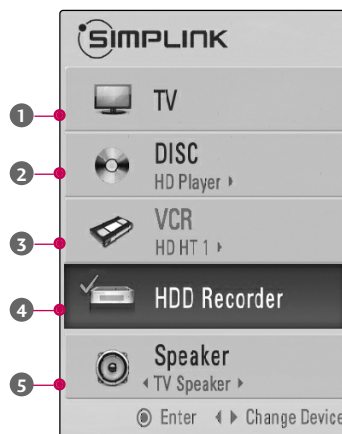 SIMPLINK
1 TV
2 DISC
HD Player ▸
3 VCR
HD HT 1 ▸
4 HDD Recorder
5 Speaker
◂ TV Speaker ▸
◉ Enter ◂ ▸ Change Device